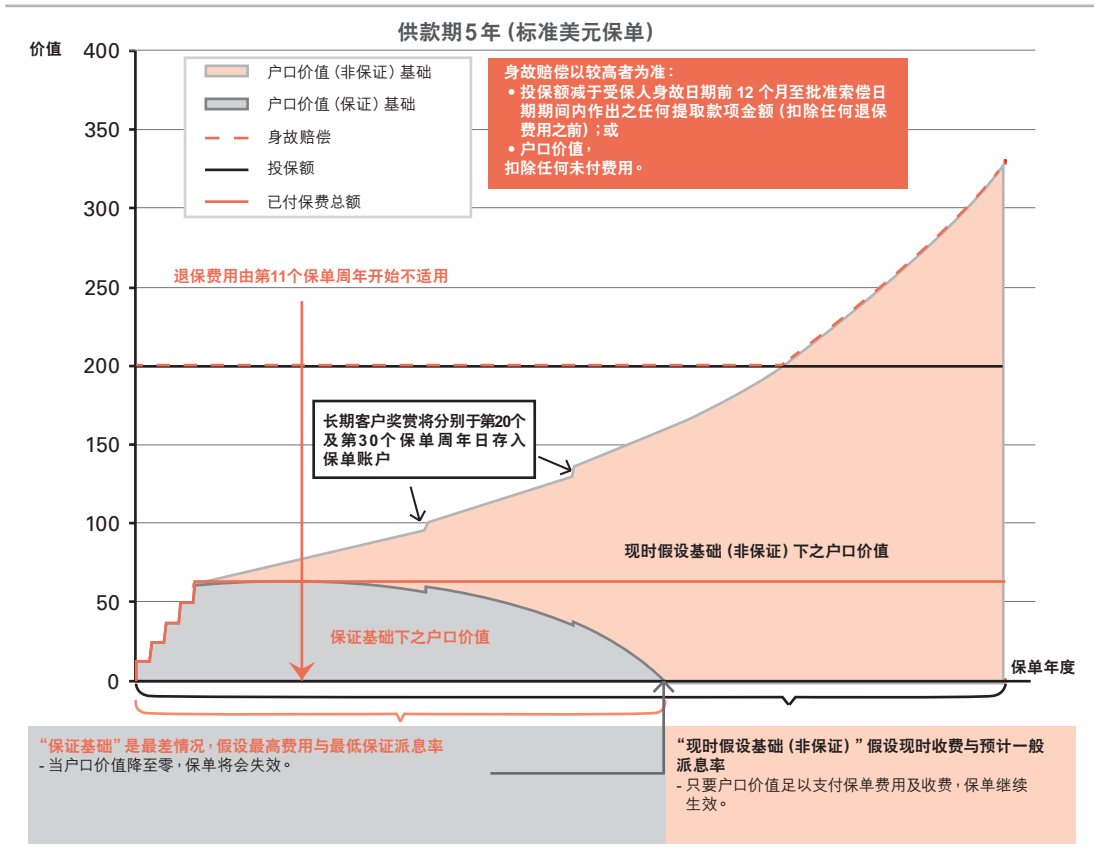 供款期5年 (标准美元保单)
价值
400
350
300
250
200
150
100
50
0
户口价值 (非保证) 基础
户口价值 (保证) 基础
身故赔偿
投保额
已付保费总额
身故赔偿以较高者为准：
• 投保额减于受保人身故日期前 12 个月至批准索偿日
期期间内作出之任何提取款项金额 (扣除任何退保
费用之前)；或
• 户口价值，
扣除任何未付费用。
退保费用由第11个保单周年开始不适用
长期客户奖赏将分别于第20个
及第30个保单周年日存入
保单账户
现时假设基础 (非保证) 下之户口价值
保证基础下之户口价值
保单年度
“保证基础”是最差情况，假设最高费用与最低保证派息率
- 当户口价值降至零，保单将会失效。
“现时假设基础 (非保证) ”假设现时收费与预计一般
派息率
- 只要户口价值足以支付保单费用及收费，保单继续
生效。